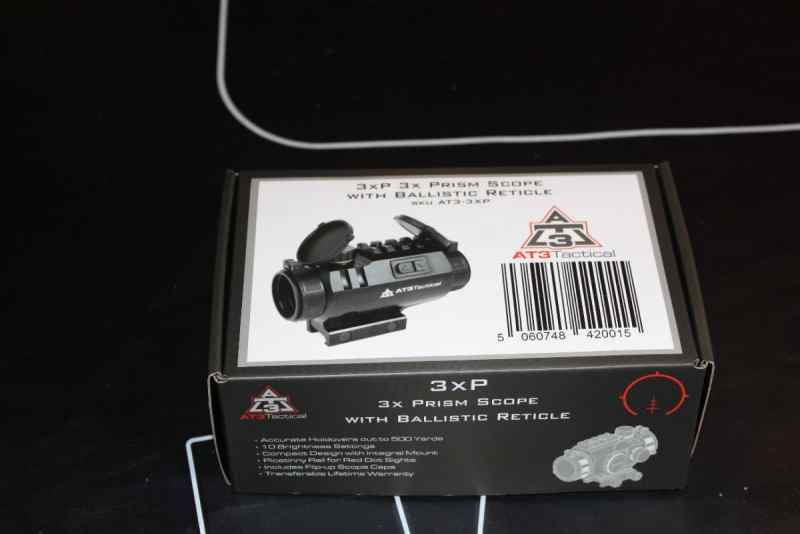 3xP 3x Prism Scope
with Ballistic Reticle
SKU AT3-3XP
AT3
AT3 Tactical
AT3 Tactical
5 060748 420015
3xP
3x Prism Scope
with Ballistic Reticle
AT3 Tactical
• Accurate Holdovers out to 500 Yards
• 10 Brightness Settings
• Compact Design with Integral Mount
• Picatinny Rail for Red Dot Sights
• Includes Flip-up Scope Caps
• Transferable Lifetime Warranty